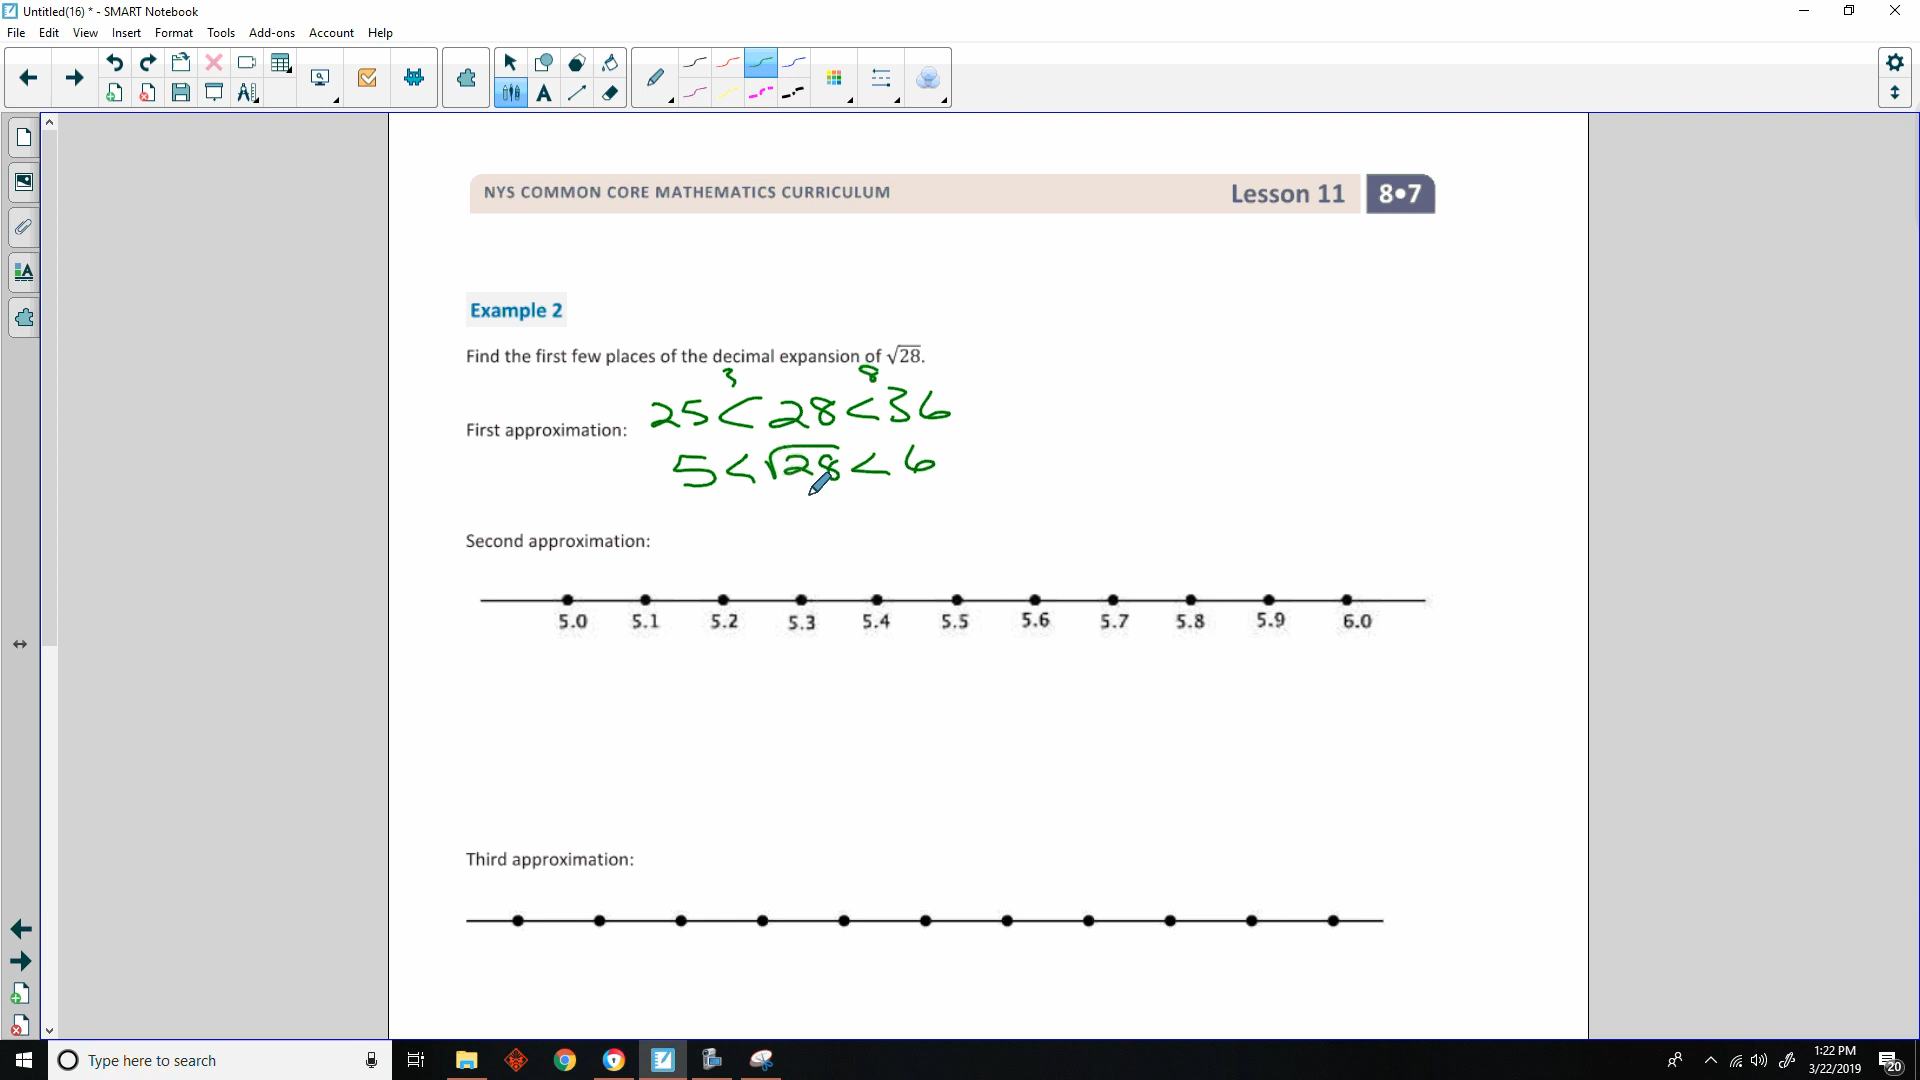 Untitled(16) * - SMART Notebook
File Edit View Insert Format Tools Add-ons Account Help
NYS COMMON CORE MATHEMATICS CURRICULUM Lesson 11 8•7
Example 2
Find the first few places of the decimal expansion of √28.
3 8
25 < 28 < 36
First approximation:
5 < √28 < 6
Second approximation:
5.0 5.1 5.2 5.3 5.4 5.5 5.6 5.7 5.8 5.9 6.0
Third approximation:
Type here to search
1:22 PM
3/22/2019
20